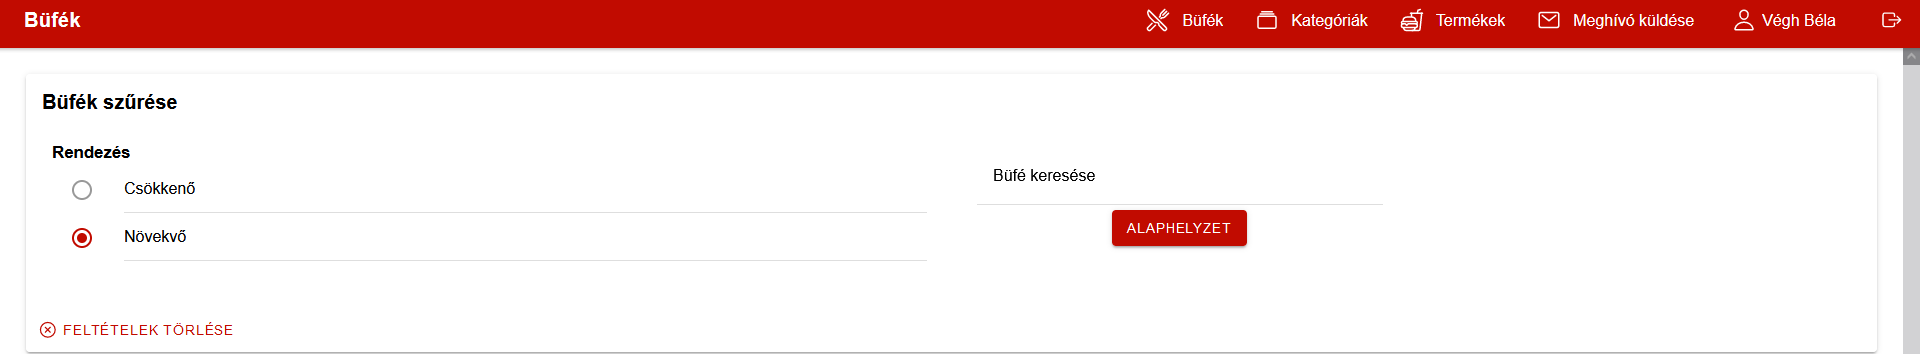 Büfék
Büfék Kategóriák Termékek Meghívó küldése Végh Béla
Büfék szűrése
Rendezés
Csökkenő
Növekvő
Büfé keresése
ALAPHELYZET
FELTÉTELEK TÖRLÉSE